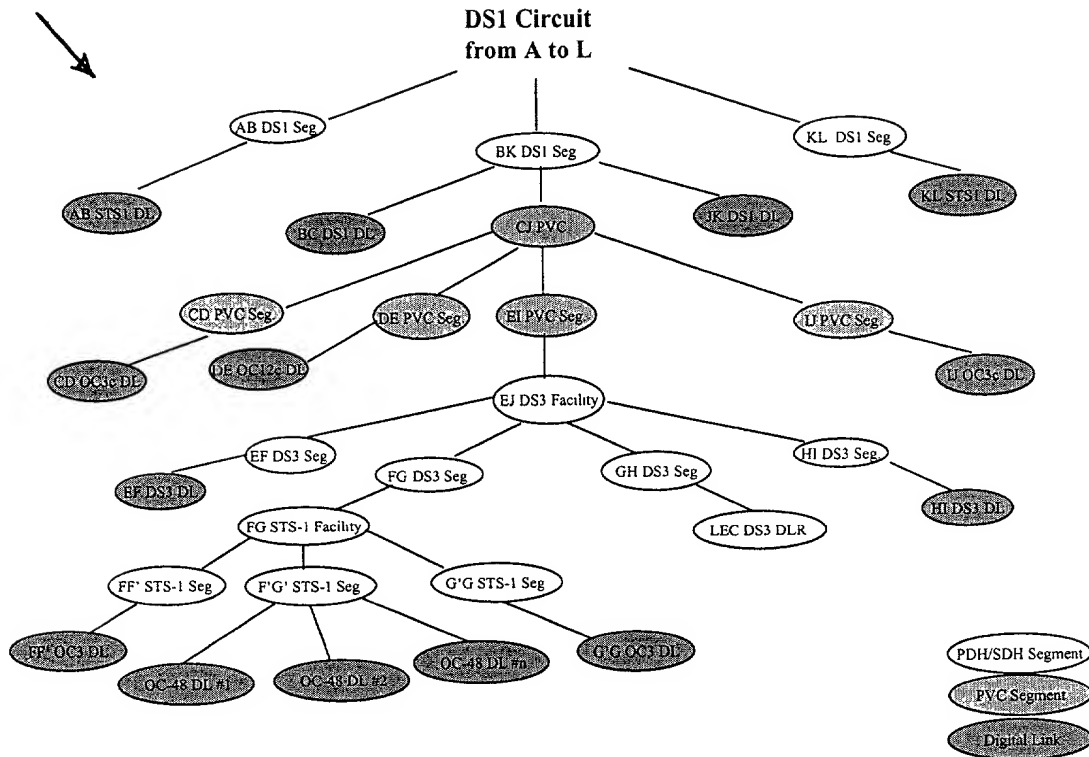 DS1 Circuit
from A to L
AB DS1 Seg
BK DS1 Seg
KL DS1 Seg
AB STS1 DL
BC DS1 DL
JK DS1 DL
KL STS1 DL
CJ PVC
CD PVC Seg.
DE PVC Seg.
EI PVC Seg.
IJ PVC Seg.
CD OC3c DL
DE OC12c DL
IJ OC3c DL
EJ DS3 Facility
EF DS3 Seg
FG DS3 Seg
GH DS3 Seg
HI DS3 Seg
EF DS3 DL
LEC DS3 DLR
HI DS3 DL
FG STS-1 Facility
FF' STS-1 Seg
F'G' STS-1 Seg
G'G STS-1 Seg
FF' OC3 DL
OC-48 DL #1
OC-48 DL #2
OC-48 DL #n
G'G OC3 DL
PDH/SDH Segment
PVC Segment
Digital Link